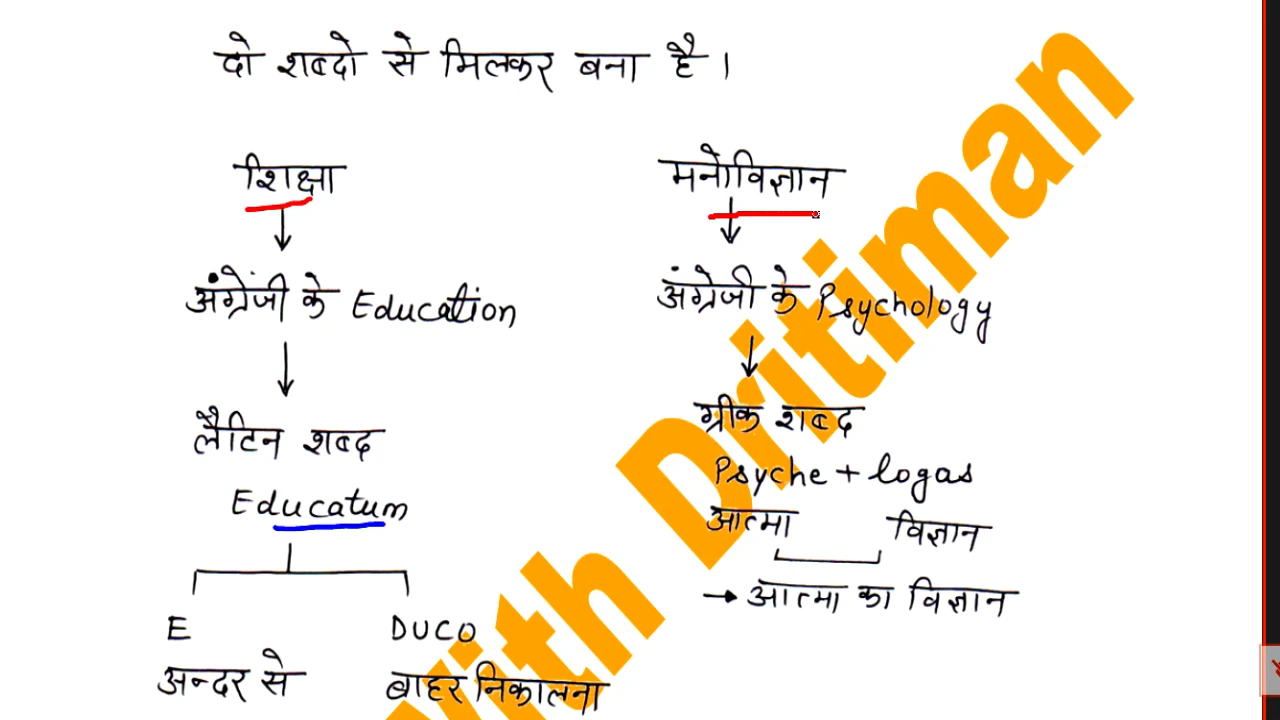 दो शब्दो से मिलकर बना है।
शिक्षा
अंग्रेजी के Education
लैटिन शब्द
Educatum
E
DUCO
अन्दर से
बाहर निकालना
मनोविज्ञान
अंग्रेजी के Psychology
ग्रीक शब्द
Psyche + logas
आत्मा
विज्ञान
→ आत्मा का विज्ञान
with Dritiman